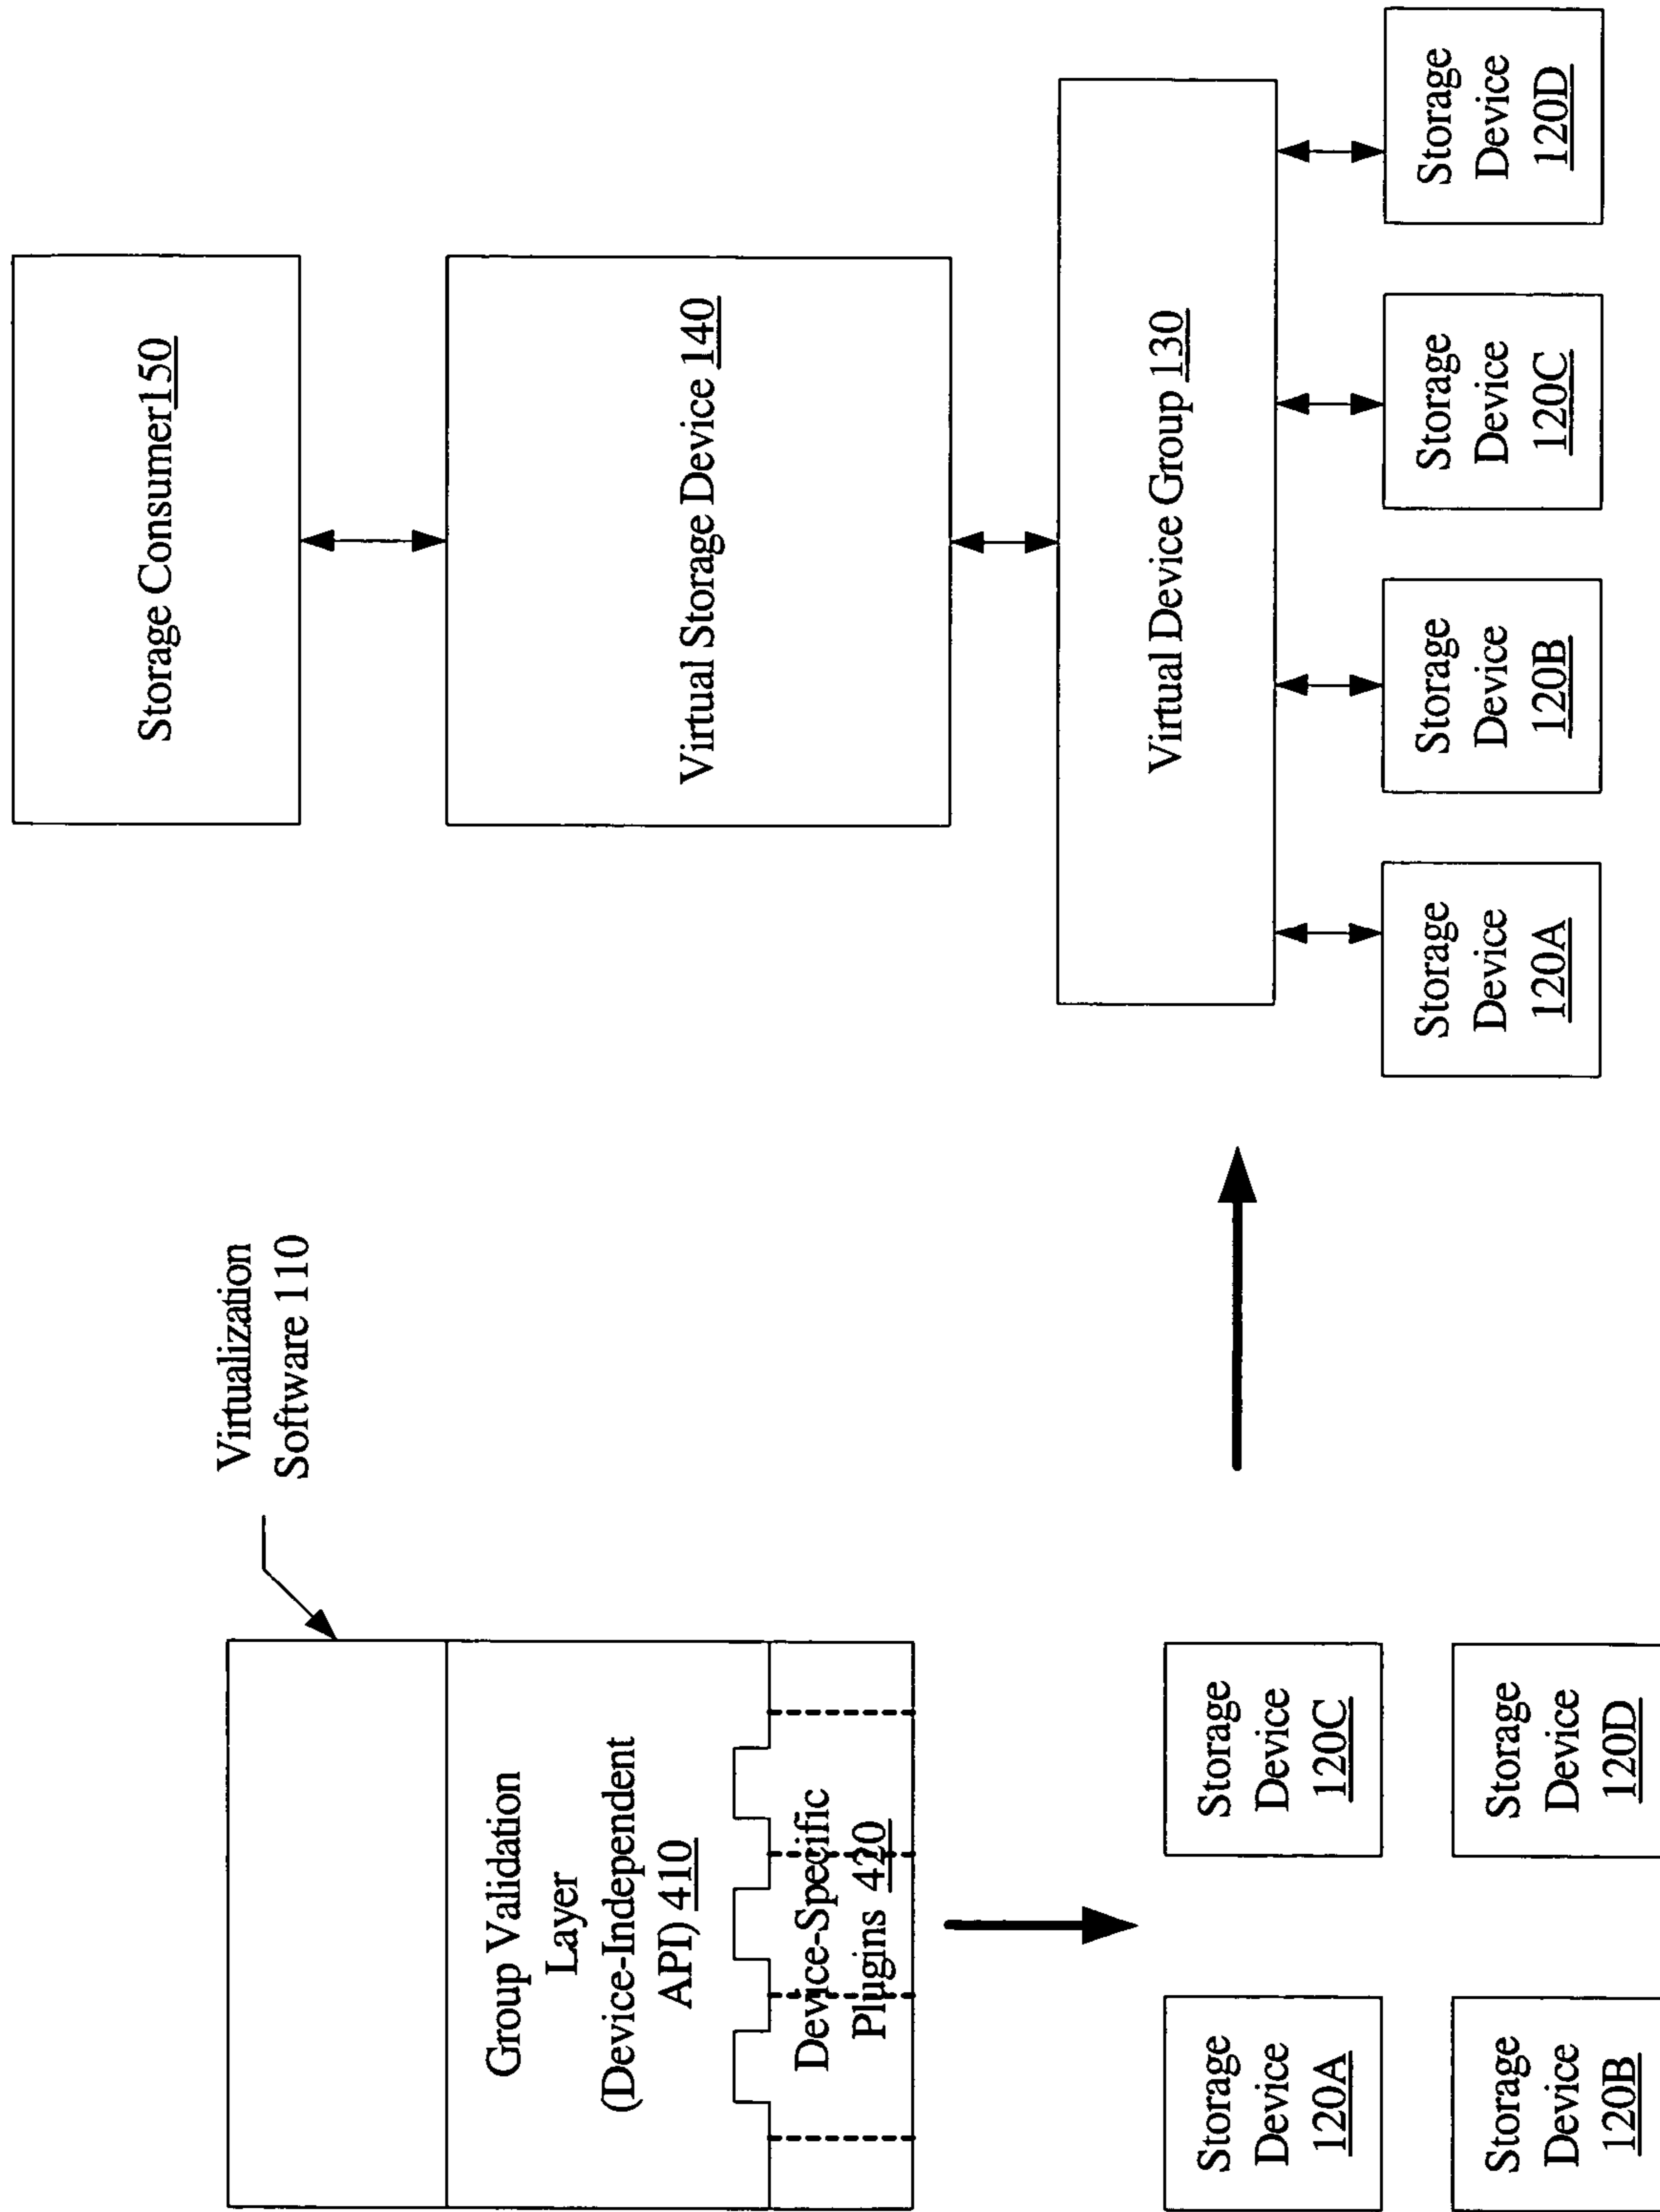 Virtualization
Software 110
Group Validation
Layer
(Device-Independent
API) 410
Device-Specific
Plugins 420
Storage
Device
120A
Storage
Device
120C
Storage
Device
120B
Storage
Device
120D
Storage Consumer150
Virtual Storage Device 140
Virtual Device Group 130
Storage
Device
120A
Storage
Device
120B
Storage
Device
120C
Storage
Device
120D